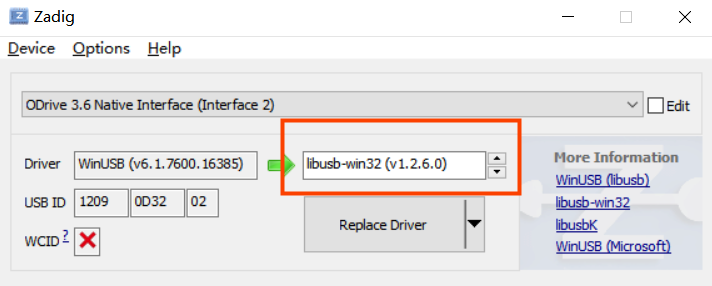 Zadig
Device Options Help
ODrive 3.6 Native Interface (Interface 2) Edit
Driver WinUSB (v6.1.7600.16385) libusb-win32 (v1.2.6.0)
USB ID 1209 0D32 02
WCID ?
Replace Driver
More Information
WinUSB (libusb)
libusb-win32
libusbK
WinUSB (Microsoft)